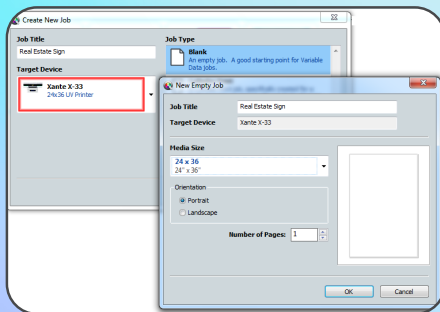 Create New Job
Job Title
Real Estate Sign
Target Device
Xante X-33
24x36 UV Printer
Job Type
Blank
An empty job. A good starting point for Variable
Data jobs.
New Empty Job
Job Title
Real Estate Sign
Target Device
Xante X-33
Media Size
24 x 36
24" x 36"
Orientation
Portrait
Landscape
Number of Pages:
1
OK
Cancel